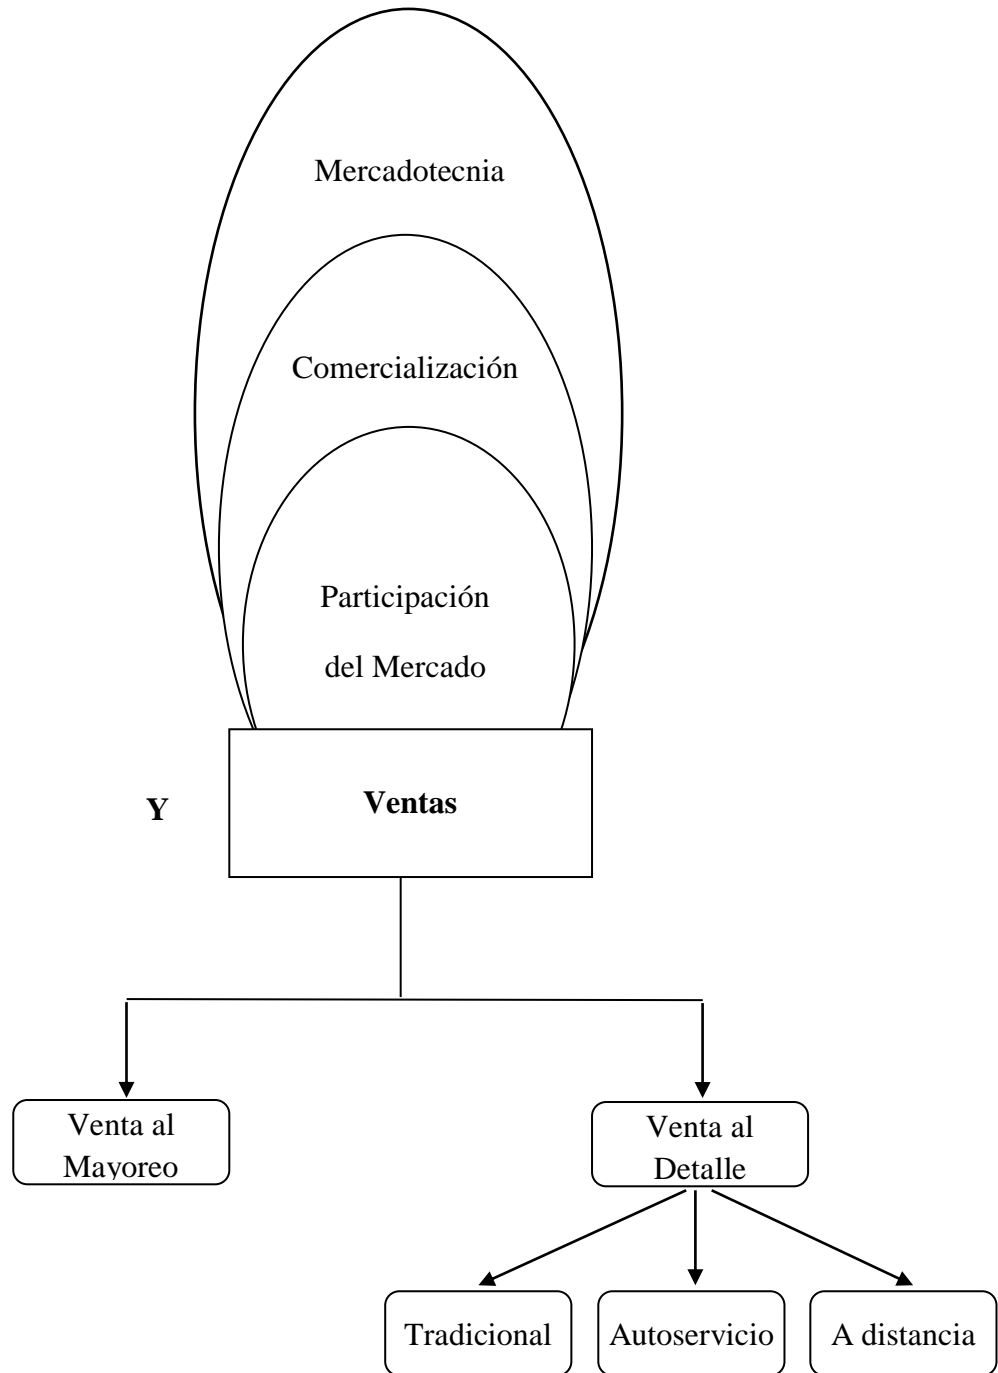 Mercadotecnia
Comercialización
Participación
del Mercado
Y
Ventas
Venta al
Mayoreo
Venta al
Detalle
Tradicional
Autoservicio
A distancia